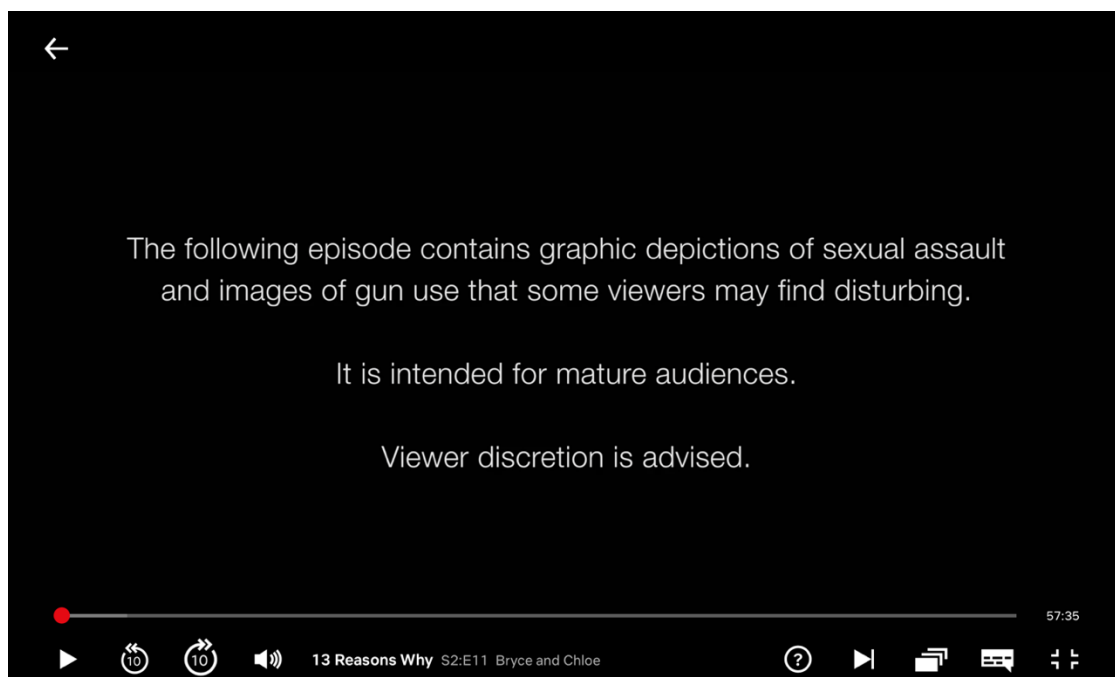 The following episode contains graphic depictions of sexual assault
and images of gun use that some viewers may find disturbing.
It is intended for mature audiences.
Viewer discretion is advised.
57:35
10 10 13 Reasons Why S2:E11 Bryce and Chloe ?